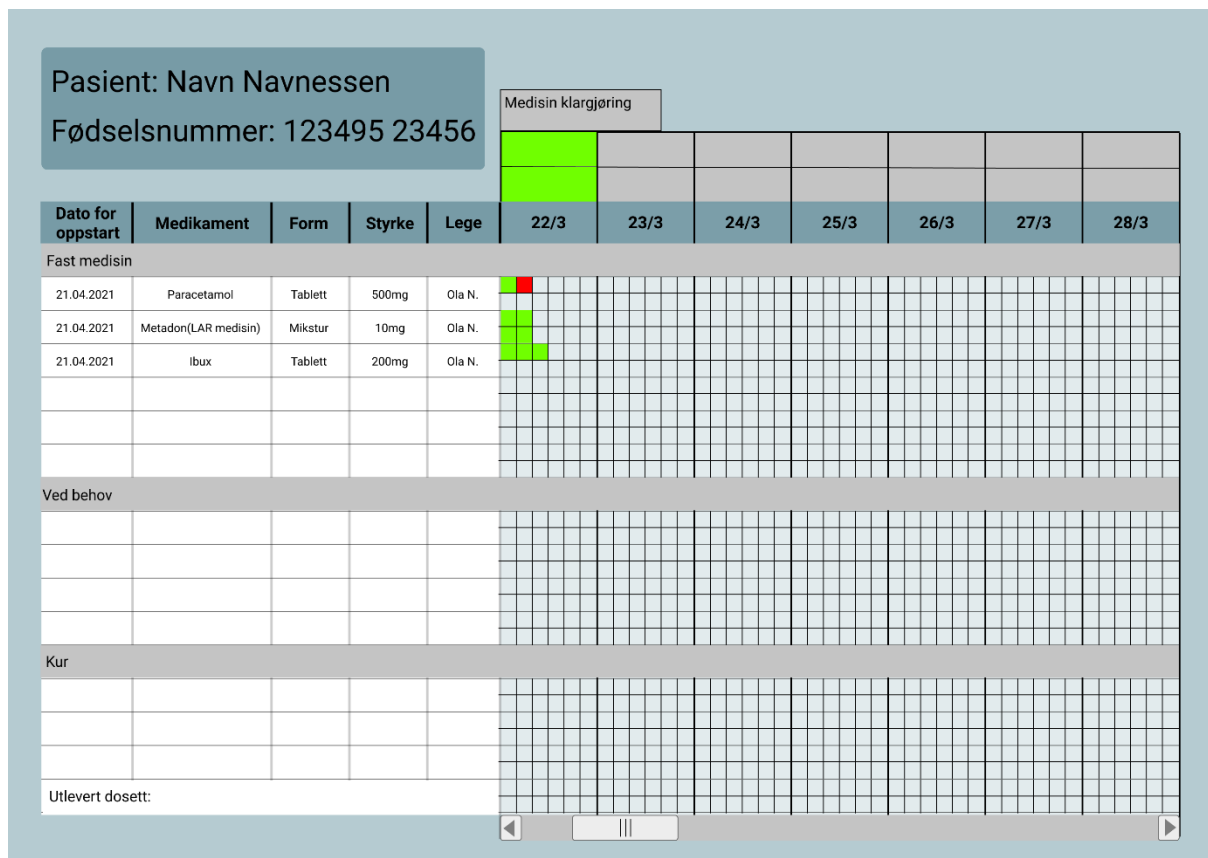 Pasient: Navn Navnessen
Fødselsnummer: 123495 23456
Medisin klargjøring
Dato for
oppstart Medikament Form Styrke Lege 22/3 23/3 24/3 25/3 26/3 27/3 28/3
Fast medisin
21.04.2021 Paracetamol Tablett 500mg Ola N.
21.04.2021 Metadon(LAR medisin) Mikstur 10mg Ola N.
21.04.2021 Ibux Tablett 200mg Ola N.
Ved behov
Kur
Utlevert dosett: